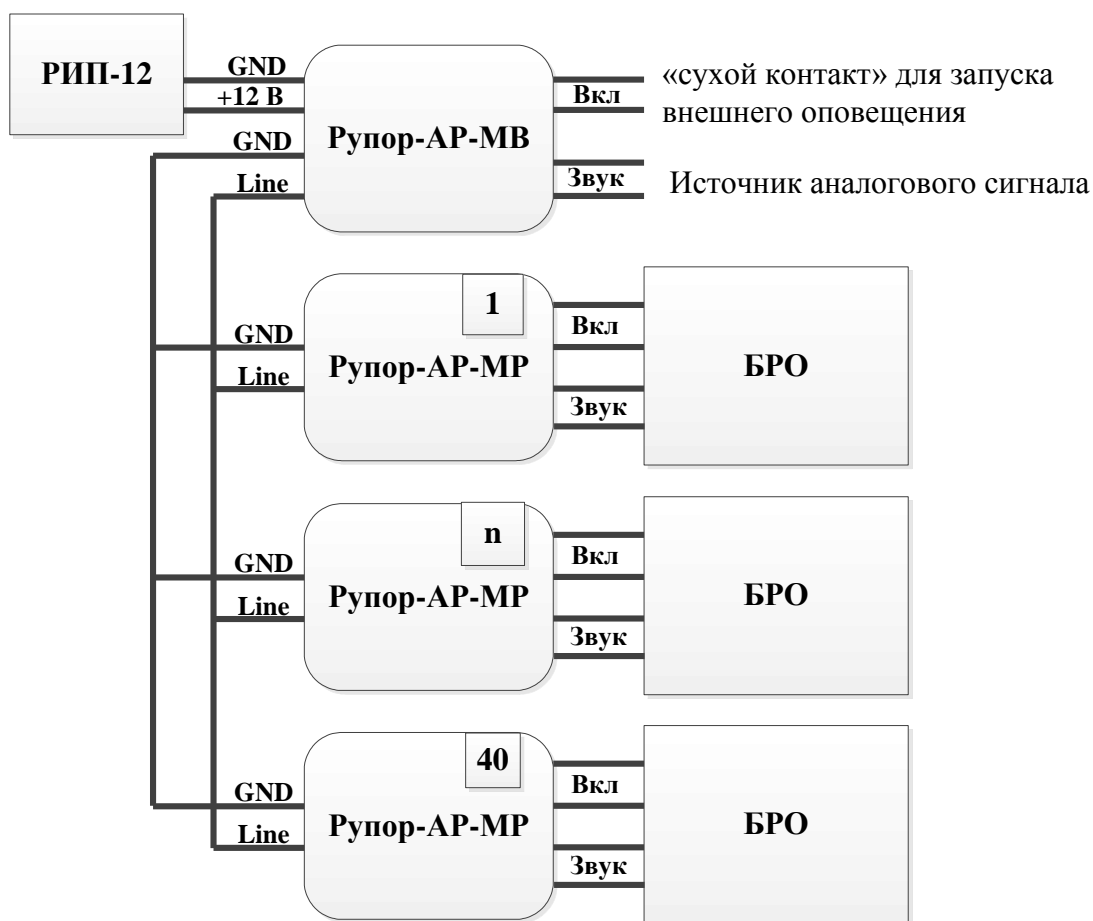 РИП-12
GND
+12 В
GND
Line
Рупор-АР-МВ
Вкл
Звук
«сухой контакт» для запуска
внешнего оповещения
Источник аналогового сигнала
1
GND
Line
Рупор-АР-МР
Вкл
Звук
БРО
n
GND
Line
Рупор-АР-МР
Вкл
Звук
БРО
40
GND
Line
Рупор-АР-МР
Вкл
Звук
БРО